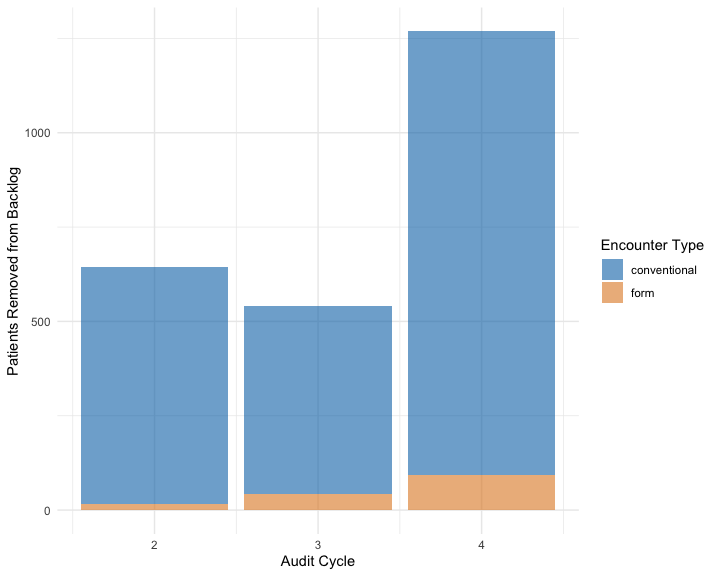 Patients Removed from Backlog
1000
500
0
2 3 4
Audit Cycle
Encounter Type
conventional
form